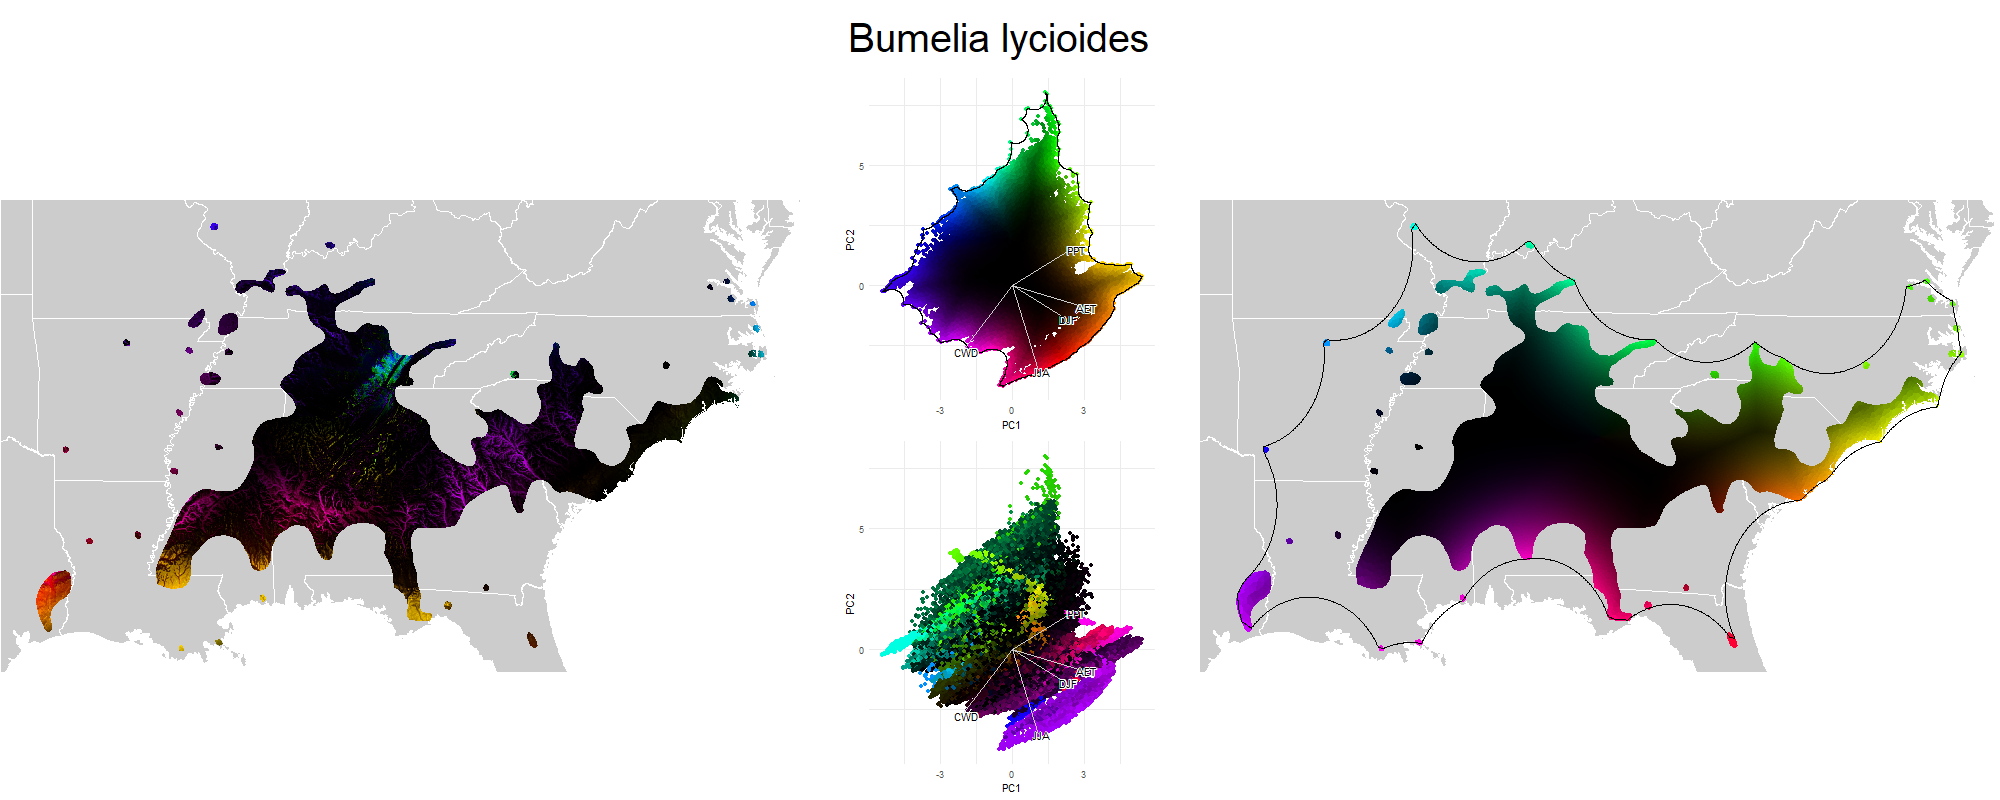 Bumelia lycioides
5
0
-3
0
3
PC1
PC2
PPT
AET
DJF
CWD
JJA
5
0
-3
0
3
PC1
PC2
PPT
AET
DJF
CWD
JJA